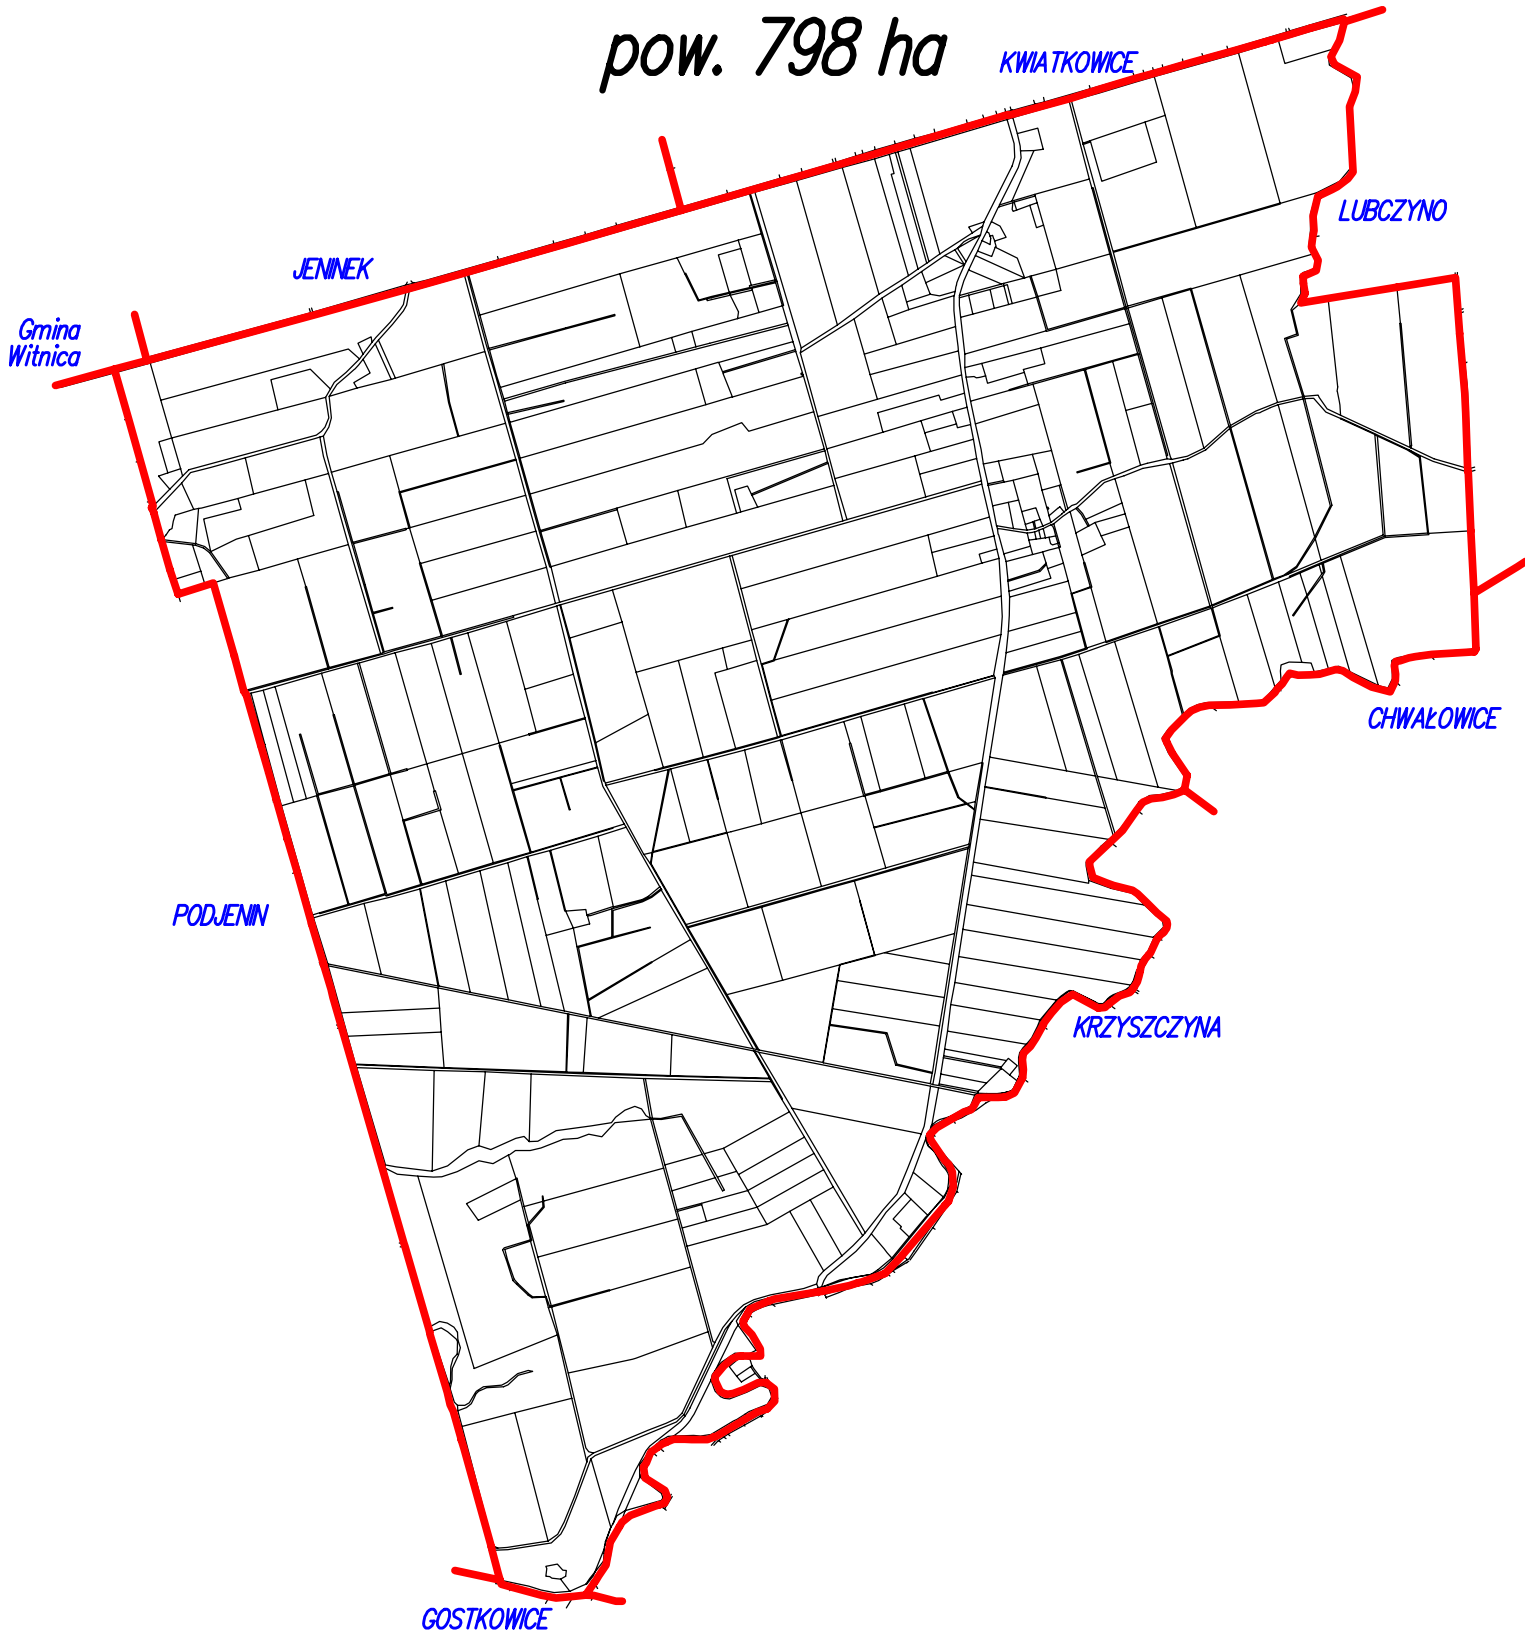 pow. 798 ha
KWIATKOWICE
LUBCZYNO
JENINEK
Gmina
Witnica
CHWAŁOWICE
PODJENIN
KRZYSZCZYNA
GOSTKOWICE